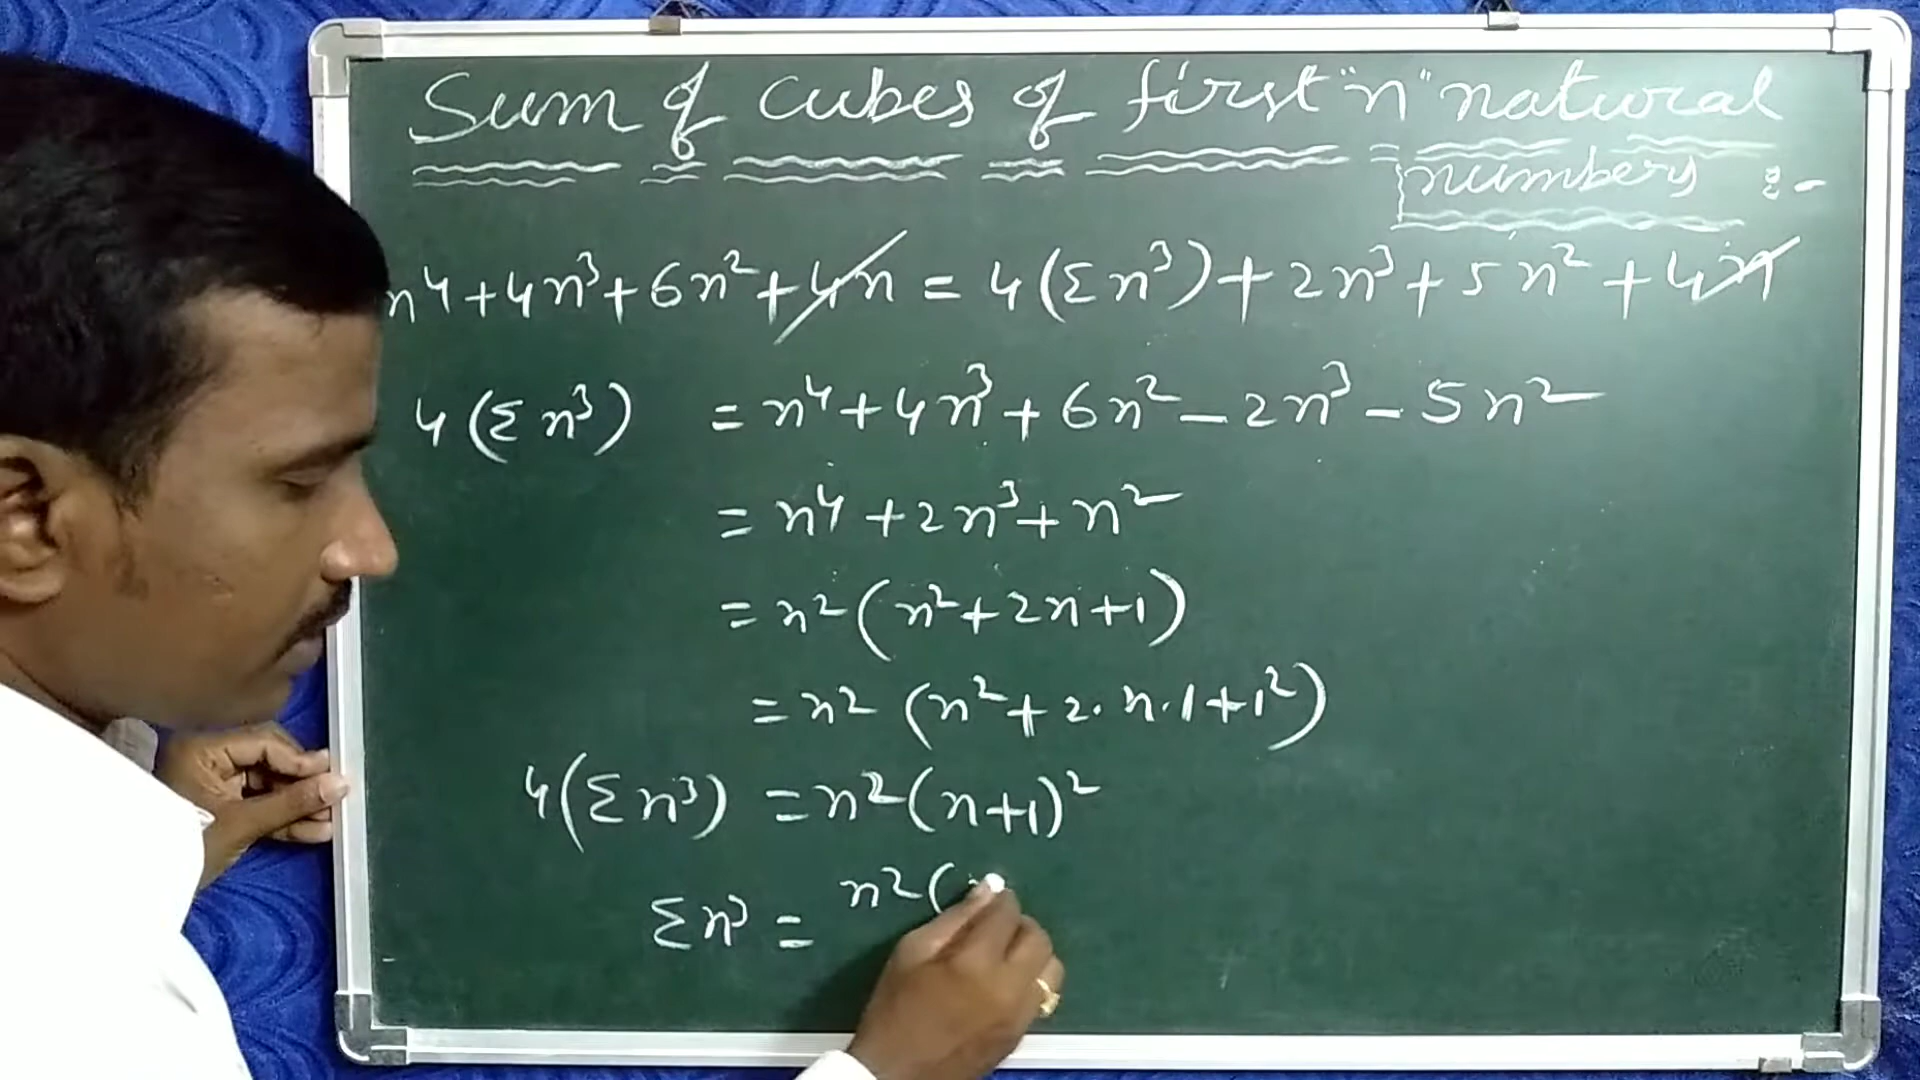 Sum of cubes of first "n" natural
numbers :-
n⁴+4n³+6n²+4n = 4(Σn³)+2n³+5n²+4n
4(Σn³) = n⁴+4n³+6n²-2n³-5n²
= n⁴+2n³+n²
= n²(n²+2n+1)
= n²(n²+2·n·1+1²)
4(Σn³) = n²(n+1)²
Σn³ = n²(